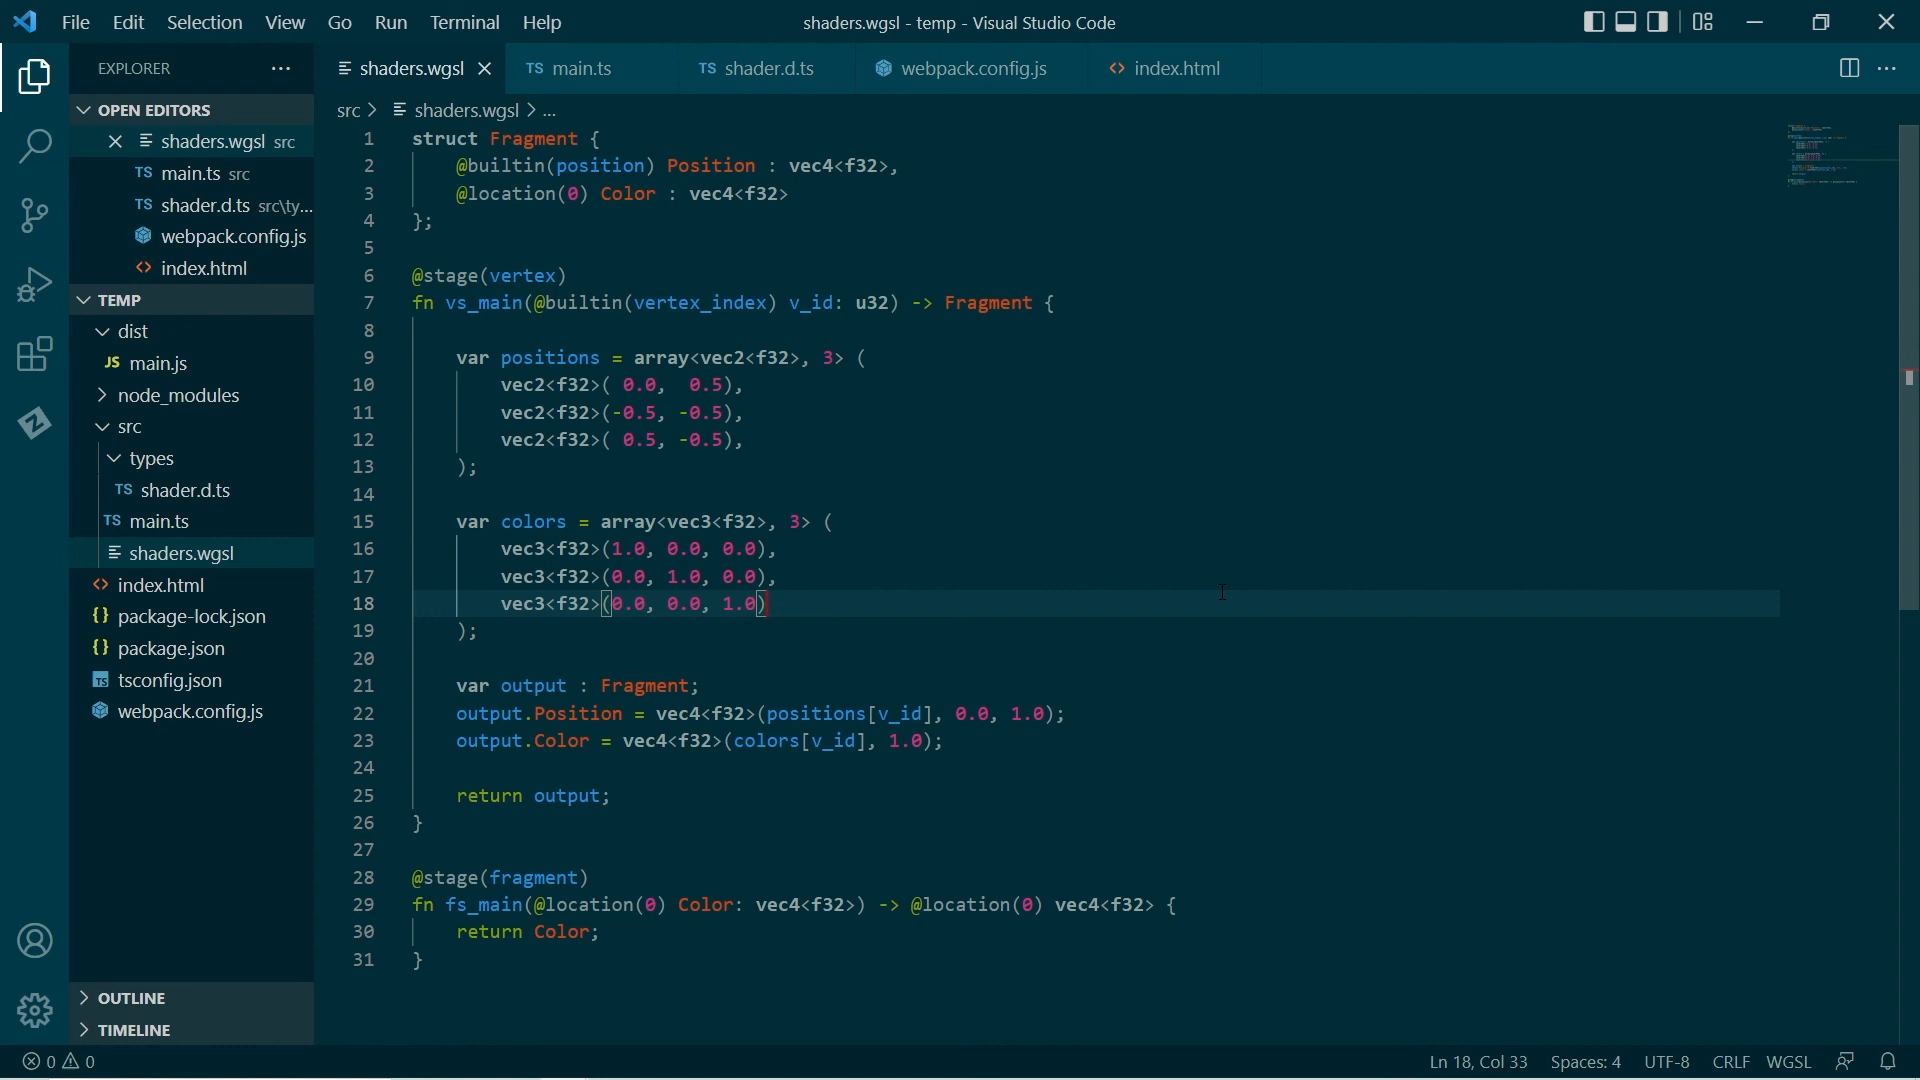 File Edit Selection View Go Run Terminal Help
shaders.wgsl - temp - Visual Studio Code
EXPLORER
OPEN EDITORS
shaders.wgsl src
TS main.ts src
TS shader.d.ts src\ty...
webpack.config.js
<> index.html
TEMP
dist
JS main.js
node_modules
src
types
TS shader.d.ts
TS main.ts
shaders.wgsl
<> index.html
{} package-lock.json
{} package.json
TS tsconfig.json
webpack.config.js
OUTLINE
TIMELINE
shaders.wgsl
TS main.ts
TS shader.d.ts
webpack.config.js
<> index.html
src > shaders.wgsl > ...
1 struct Fragment {
2     @builtin(position) Position : vec4<f32>,
3     @location(0) Color : vec4<f32>
4 };
5
6 @stage(vertex)
7 fn vs_main(@builtin(vertex_index) v_id: u32) -> Fragment {
8
9     var positions = array<vec2<f32>, 3> (
10         vec2<f32>( 0.0,  0.5),
11         vec2<f32>(-0.5, -0.5),
12         vec2<f32>( 0.5, -0.5),
13     );
14
15     var colors = array<vec3<f32>, 3> (
16         vec3<f32>(1.0, 0.0, 0.0),
17         vec3<f32>(0.0, 1.0, 0.0),
18         vec3<f32>(0.0, 0.0, 1.0)
19     );
20
21     var output : Fragment;
22     output.Position = vec4<f32>(positions[v_id], 0.0, 1.0);
23     output.Color = vec4<f32>(colors[v_id], 1.0);
24
25     return output;
26 }
27
28 @stage(fragment)
29 fn fs_main(@location(0) Color: vec4<f32>) -> @location(0) vec4<f32> {
30     return Color;
31 }
0 0
Ln 18, Col 33 Spaces: 4 UTF-8 CRLF WGSL